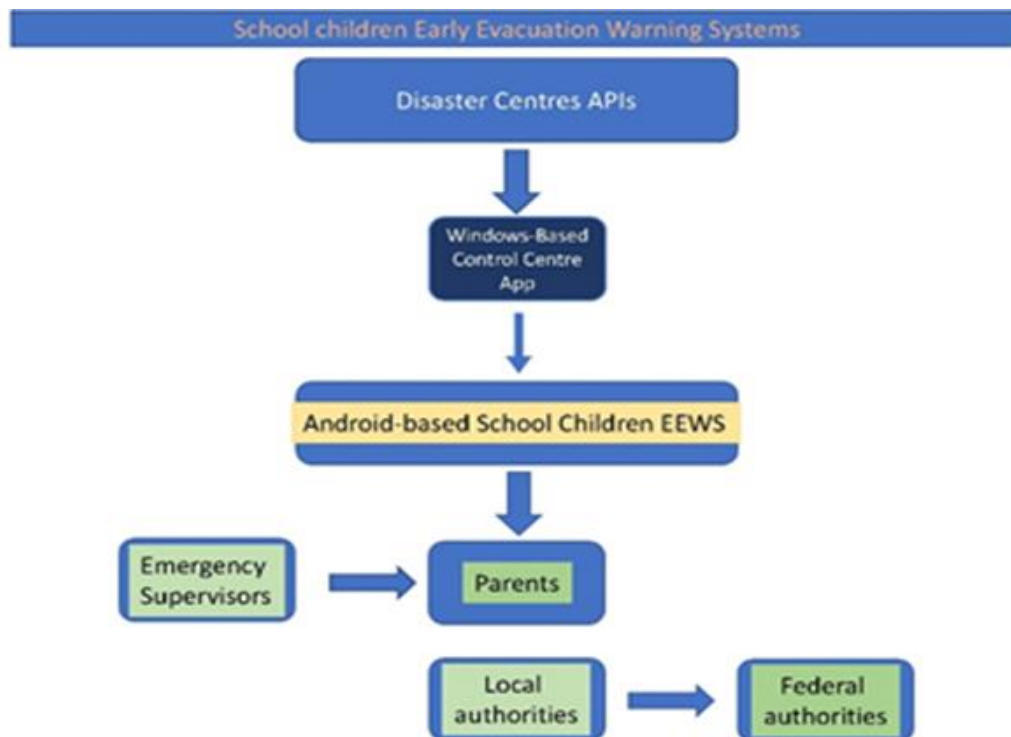 School children Early Evacuation Warning Systems
Disaster Centres APIs
Windows-Based
Control Centre
App
Android-based School Children EEWS
Emergency
Supervisors
Parents
Local
authorities
Federal
authorities